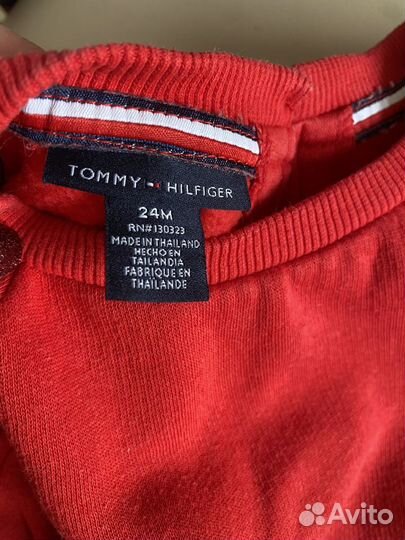 TOMMY HILFIGER
24M
RN#130323
MADE IN THAILAND
HECHO EN
TAILANDIA
FABRIQUE EN
THAÏLANDE
Avito